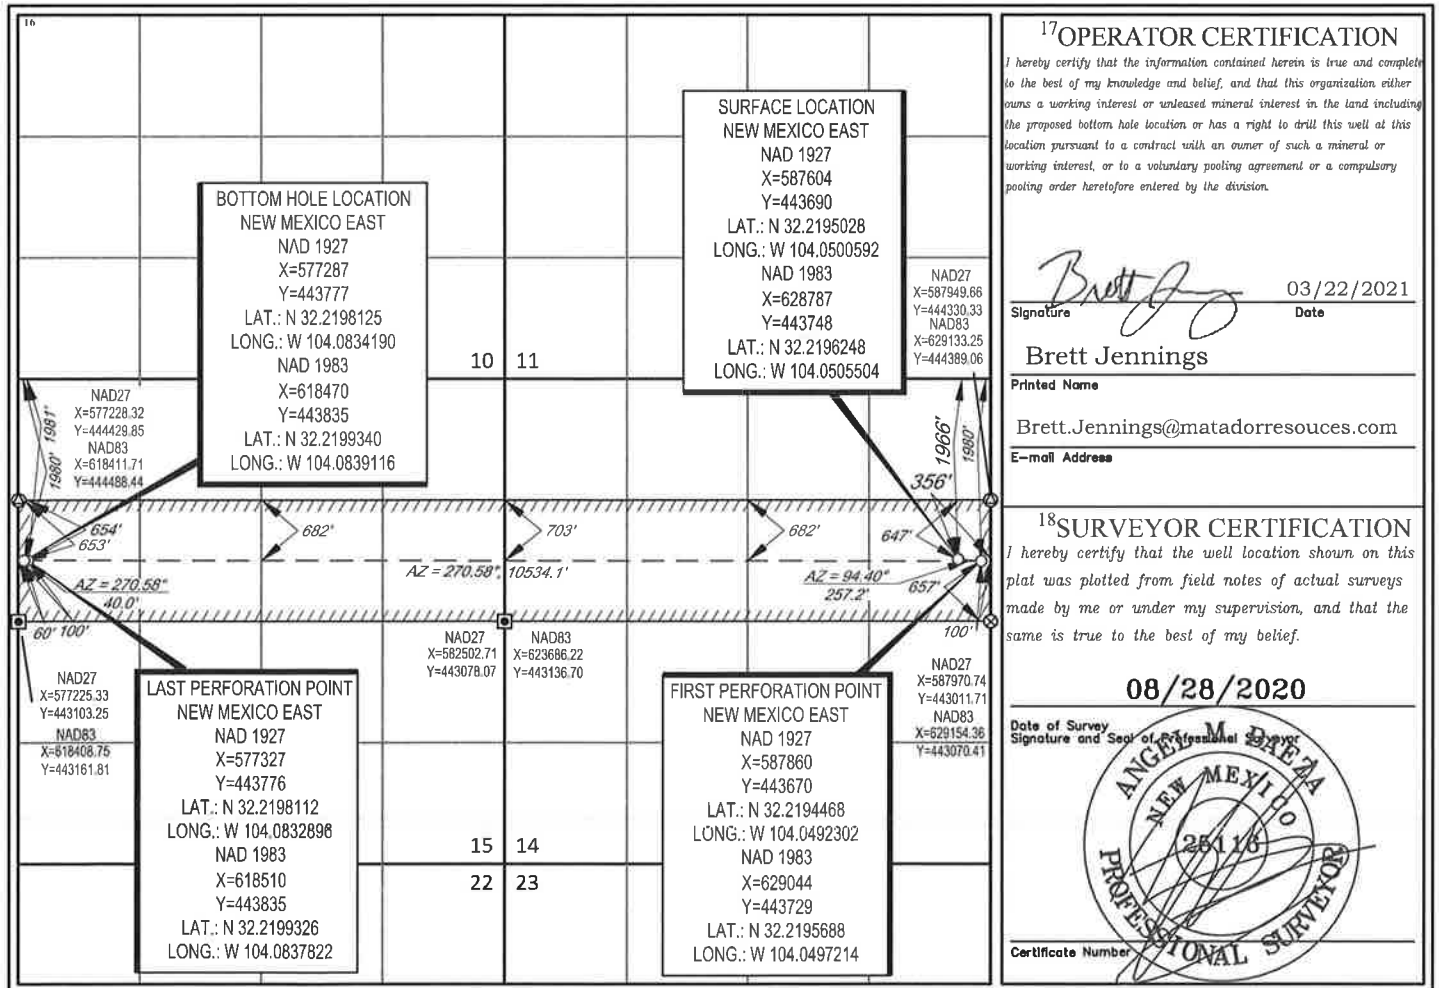 16
BOTTOM HOLE LOCATION
NEW MEXICO EAST
NAD 1927
X=577287
Y=443777
LAT.: N 32.2198125
LONG.: W 104.0834190
NAD 1983
X=618470
Y=443835
LAT.: N 32.2199340
LONG.: W 104.0839116
SURFACE LOCATION
NEW MEXICO EAST
NAD 1927
X=587604
Y=443690
LAT.: N 32.2195028
LONG.: W 104.0500592
NAD 1983
X=628787
Y=443748
LAT.: N 32.2196248
LONG.: W 104.0505504
NAD27
X=587949.66
Y=444330.33
NAD83
X=629133.25
Y=444389.06
10 11
NAD27
X=577228.32
Y=444429.85
NAD83
X=618411.71
Y=444488.44
1981'
1980'
1966'
1980'
356'
654'
653'
682'
703'
682'
647'
AZ = 270.58°, 10534.1'
AZ = 270.58°
40.0'
AZ = 94.40°
257.2'
657'
60' 100'
100'
NAD27
X=577225.33
Y=443103.25
NAD83
X=618408.75
Y=443161.81
NAD27
X=582502.71
Y=443078.07
NAD83
X=623686.22
Y=443136.70
NAD27
X=587970.74
Y=443011.71
NAD83
X=629154.36
Y=443070.41
LAST PERFORATION POINT
NEW MEXICO EAST
NAD 1927
X=577327
Y=443776
LAT.: N 32.2198112
LONG.: W 104.0832896
NAD 1983
X=618510
Y=443835
LAT.: N 32.2199326
LONG.: W 104.0837822
FIRST PERFORATION POINT
NEW MEXICO EAST
NAD 1927
X=587860
Y=443670
LAT.: N 32.2194468
LONG.: W 104.0492302
NAD 1983
X=629044
Y=443729
LAT.: N 32.2195688
LONG.: W 104.0497214
15 14
22 23
17 OPERATOR CERTIFICATION
I hereby certify that the information contained herein is true and complete
to the best of my knowledge and belief, and that this organization either
owns a working interest or unleased mineral interest in the land including
the proposed bottom hole location or has a right to drill this well at this
location pursuant to a contract with an owner of such a mineral or
working interest, or to a voluntary pooling agreement or a compulsory
pooling order heretofore entered by the division.
03/22/2021
Signature Date
Brett Jennings
Printed Name
Brett.Jennings@matadorresouces.com
E-mail Address
18 SURVEYOR CERTIFICATION
I hereby certify that the well location shown on this
plat was plotted from field notes of actual surveys
made by me or under my supervision, and that the
same is true to the best of my belief.
08/28/2020
Date of Survey
Signature and Seal of Professional Surveyor
ANGEL M. BAEZA
NEW MEXICO
25116
PROFESSIONAL SURVEYOR
Certificate Number